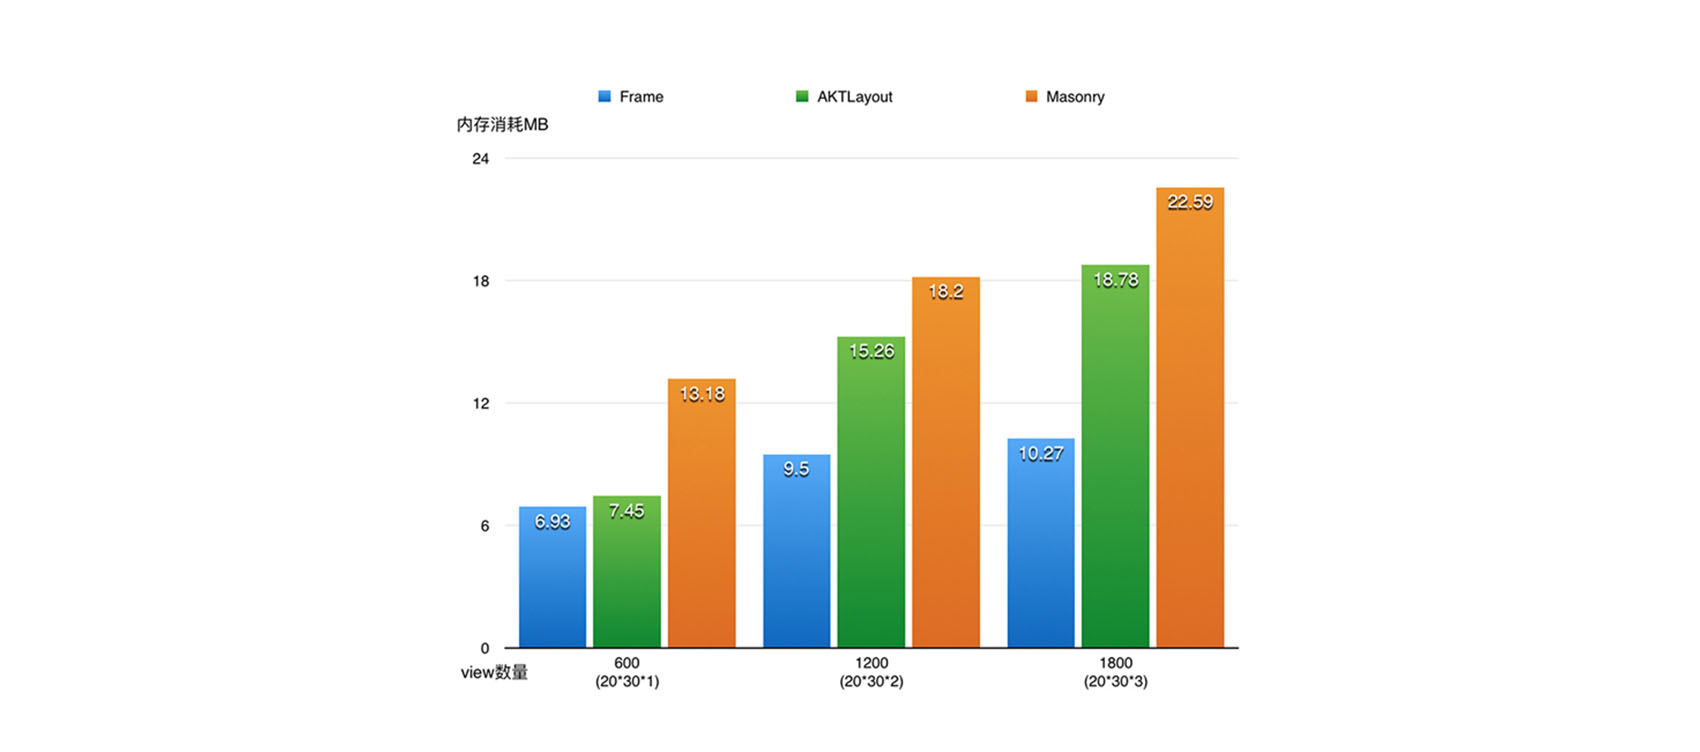 Frame AKTLayout Masonry
内存消耗MB
24
22.59
18
18.78
18.2
15.26
13.18
12
10.27
9.5
7.45
6.93
6
0
view数量
600 1200 1800
(20*30*1) (20*30*2) (20*30*3)